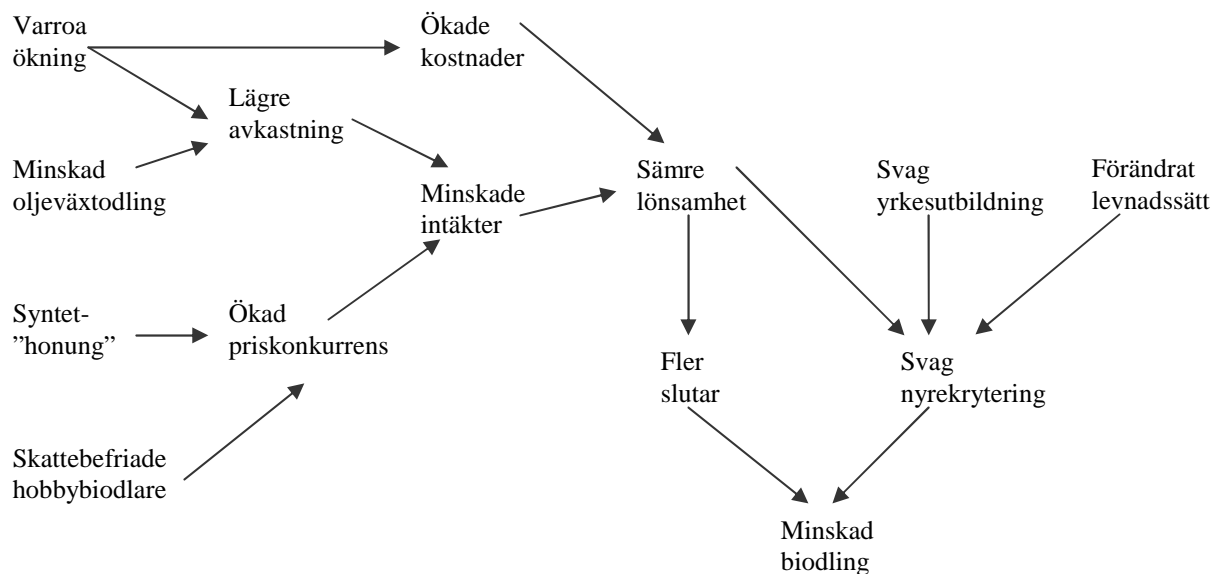 Varroa
ökning
Ökade
kostnader
Lägre
avkastning
Minskad
oljeväxtodling
Minskade
intäkter
Sämre
lönsamhet
Svag
yrkesutbildning
Förändrat
levnadssätt
Syntet-
”honung”
Ökad
priskonkurrens
Fler
slutar
Svag
nyrekrytering
Skattebefriade
hobbybiodlare
Minskad
biodling